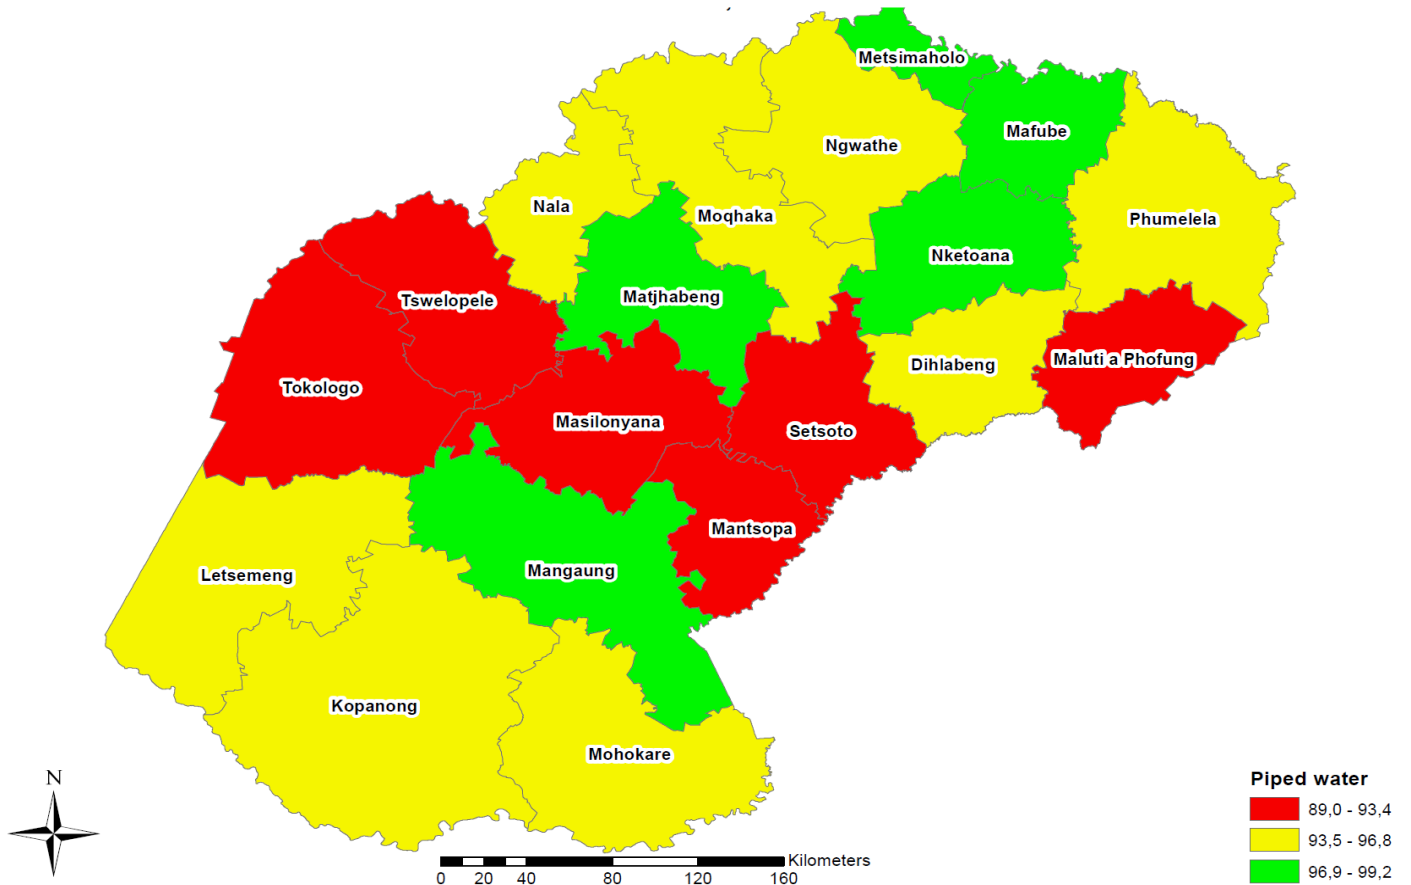 Metsimaholo
Mafube
Ngwathe
Nala
Moqhaka
Phumelela
Nketoana
Tswelopele
Matjhabeng
Dihlabeng
Maluti a Phofung
Tokologo
Masilonyana
Setsoto
Mantsopa
Letsemeng
Mangaung
Kopanong
Mohokare
N
Piped water
89,0 - 93,4
93,5 - 96,8
96,9 - 99,2
Kilometers
0 20 40 80 120 160